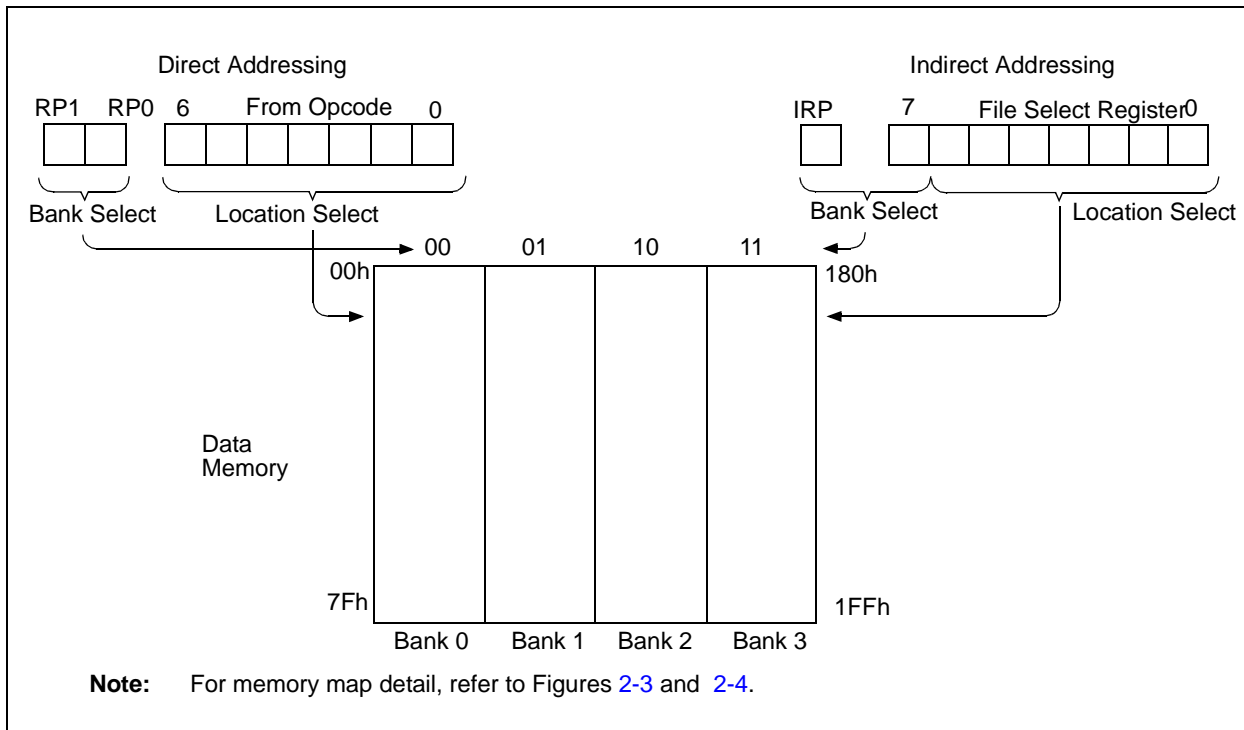 Direct Addressing
Indirect Addressing
RP1 RP0 6 From Opcode 0
IRP 7 File Select Register0
Bank Select Location Select
Bank Select Location Select
00 01 10 11
00h
180h
Data
Memory
7Fh
1FFh
Bank 0 Bank 1 Bank 2 Bank 3
Note: For memory map detail, refer to Figures 2-3 and 2-4.